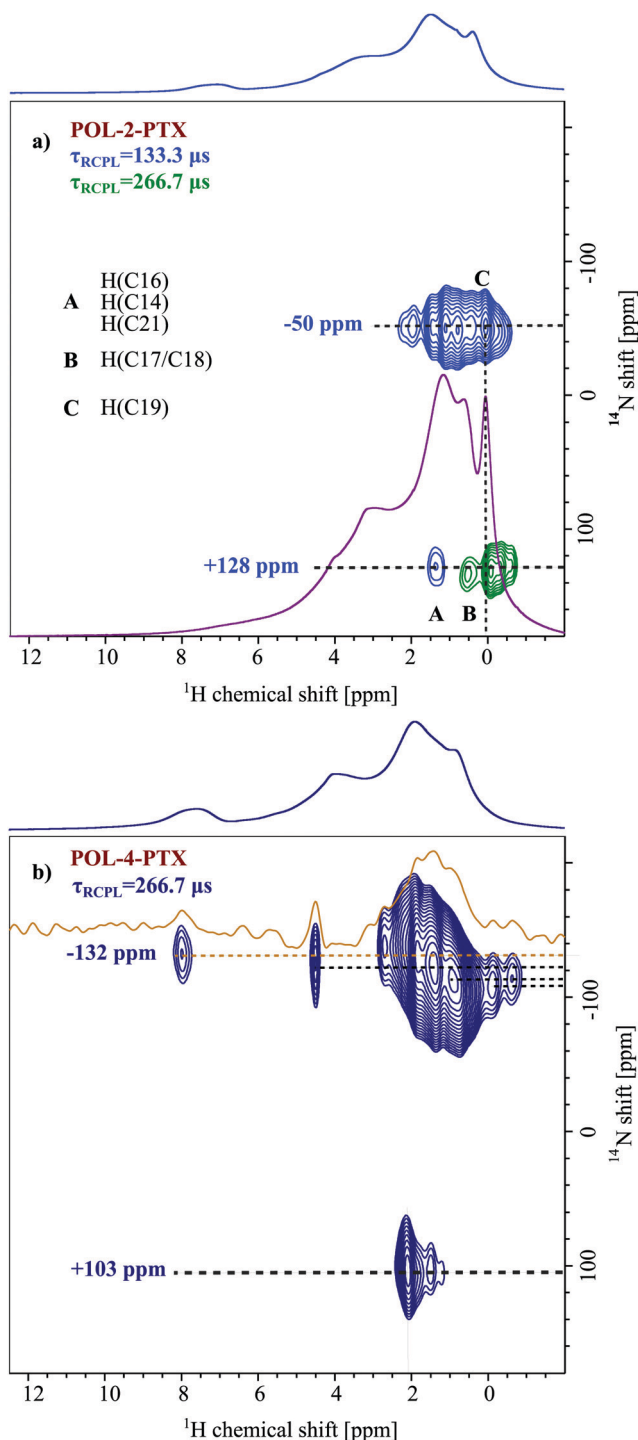 a)
POL-2-PTX
τRCPL=133.3 μs
τRCPL=266.7 μs
H(C16)
A H(C14)
H(C21)
B H(C17/C18)
C H(C19)
C
-50 ppm
+128 ppm
A B
-100
0
100
¹⁴N shift [ppm]
12 10 8 6 4 2 0
¹H chemical shift [ppm]
b)
POL-4-PTX
τRCPL=266.7 μs
-132 ppm
+103 ppm
-100
0
100
¹⁴N shift [ppm]
12 10 8 6 4 2 0
¹H chemical shift [ppm]